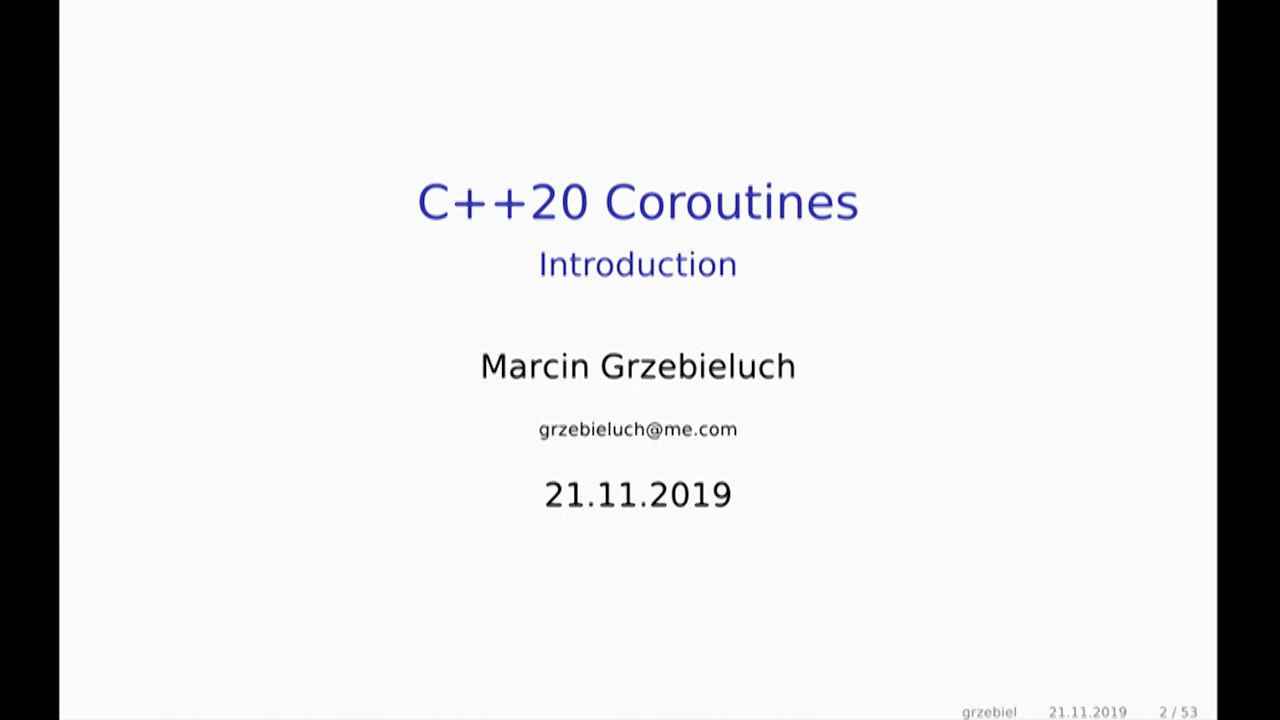 C++20 Coroutines
Introduction
Marcin Grzebieluch
grzebieluch@me.com
21.11.2019
grzebiel 21.11.2019 2 / 53